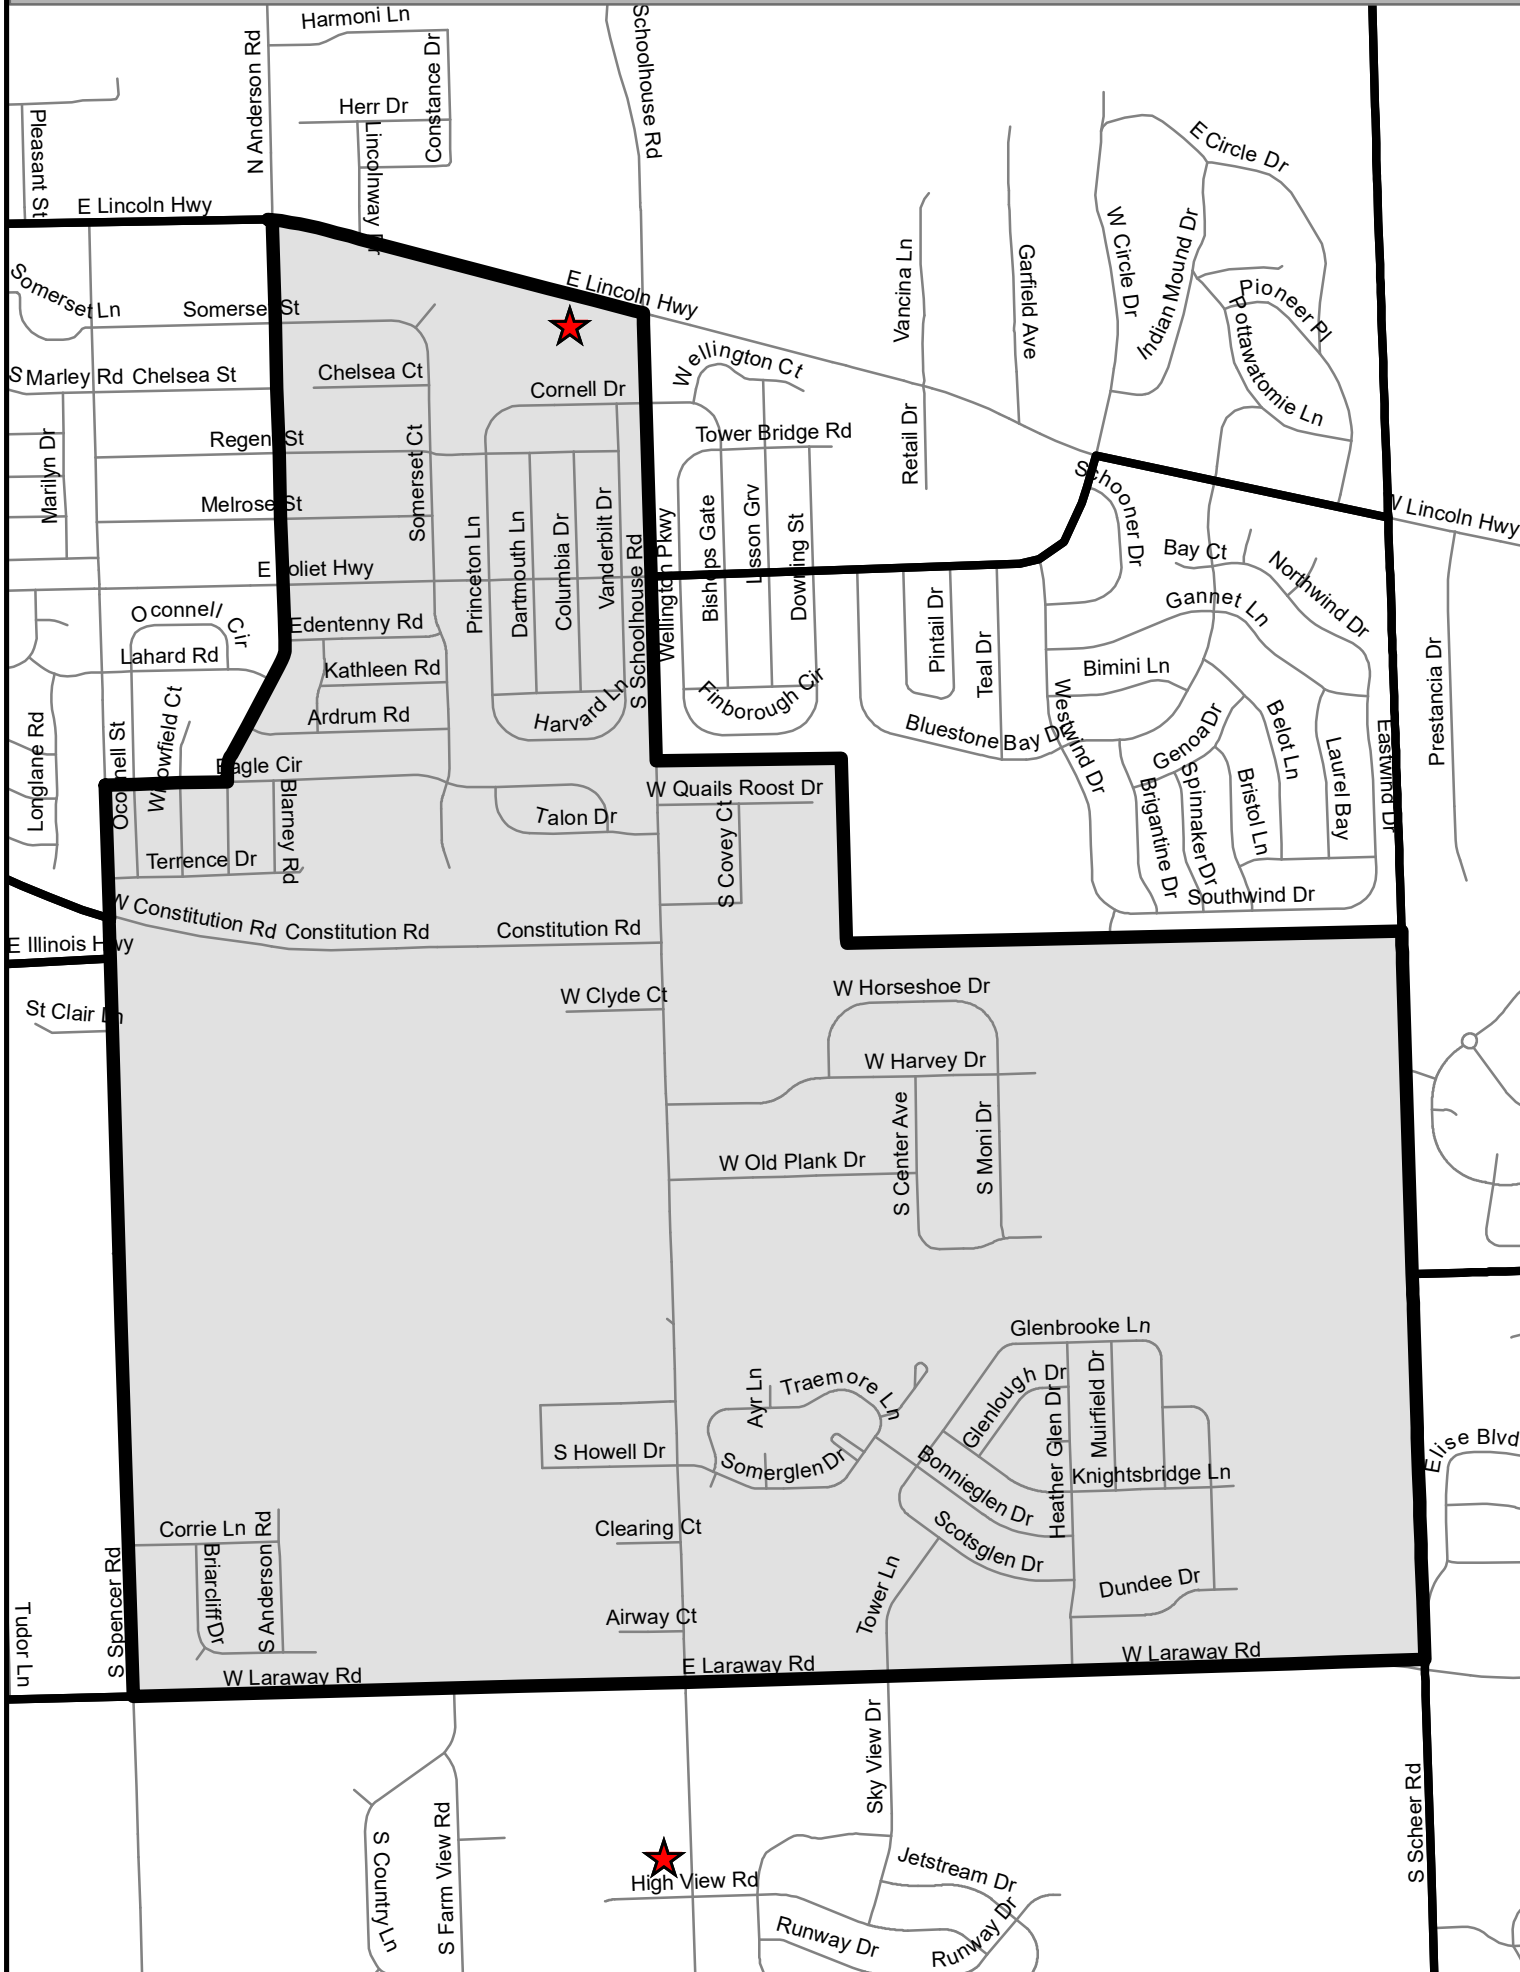 Harmoni Ln
N Anderson Rd
Constance Dr
Schoolhouse Rd
Herr Dr
Pleasant St
Lincolnway Dr
E Circle Dr
E Lincoln Hwy
W Circle Dr
Indian Mound Dr
Vancina Ln
Garfield Ave
Somerset Ln
Somerset St
E Lincoln Hwy
Pioneer Pl
Pottawatomie Ln
S Marley Rd
Chelsea St
Chelsea Ct
Cornell Dr
Wellington Ct
Retail Dr
Marilyn Dr
Regent St
Somerset Ct
Tower Bridge Rd
Schooner Dr
W Lincoln Hwy
Melrose St
Princeton Ln
Dartmouth Ln
Columbia Dr
Vanderbilt Dr
S Schoolhouse Rd
Wellington Pkwy
Bishops Gate
Lisson Grv
Downing St
Bay Ct
Northwind Dr
E Joliet Hwy
Gannet Ln
Oconnell Cir
Edentenny Rd
Pintail Dr
Teal Dr
Prestancia Dr
Lahard Rd
Kathleen Rd
Bimini Ln
Harvard Ln
Finborough Cir
Ardrum Rd
Longlane Rd
Oconnell St
Willowfield Ct
Bluestone Bay Dr
Westwind Dr
Genoa Dr
Belot Ln
Laurel Bay
Eastwind Dr
Eagle Cir
Blarney Rd
Talon Dr
W Quails Roost Dr
S Covey Ct
Brigantine Dr
Spinnaker Dr
Bristol Ln
Terrence Dr
Southwind Dr
W Constitution Rd
Constitution Rd
Constitution Rd
E Illinois Hwy
St Clair Ln
W Clyde Ct
W Horseshoe Dr
W Harvey Dr
S Center Ave
S Moni Dr
W Old Plank Dr
Glenbrooke Ln
Ayr Ln
Traemore Ln
Glenlough Dr
Heather Glen Dr
Muirfield Dr
S Howell Dr
Somerglen Dr
Bonnieglen Dr
Knightsbridge Ln
Elise Blvd
Corrie Ln
Briarcliff Dr
S Anderson Rd
Clearing Ct
Scotsglen Dr
Tower Ln
Dundee Dr
S Spencer Rd
Tudor Ln
Airway Ct
W Laraway Rd
E Laraway Rd
W Laraway Rd
Sky View Dr
S Scheer Rd
S Country Ln
S Farm View Rd
High View Rd
Jetstream Dr
Runway Dr
Runway Dr